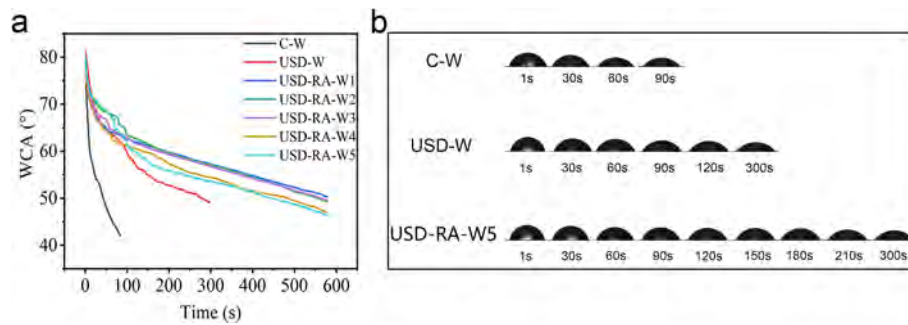 a
WCA (°)
80
70
60
50
40
0 100 200 300 400 500 600
Time (s)
C-W
USD-W
USD-RA-W1
USD-RA-W2
USD-RA-W3
USD-RA-W4
USD-RA-W5
b
C-W
1s 30s 60s 90s
USD-W
1s 30s 60s 90s 120s 300s
USD-RA-W5
1s 30s 60s 90s 120s 150s 180s 210s 300s